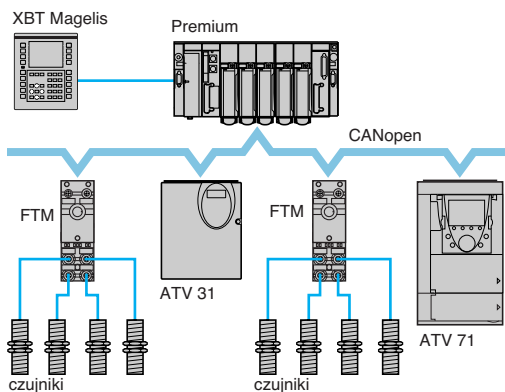 XBT Magelis
Premium
CANopen
FTM
FTM
ATV 31
ATV 71
czujniki
czujniki